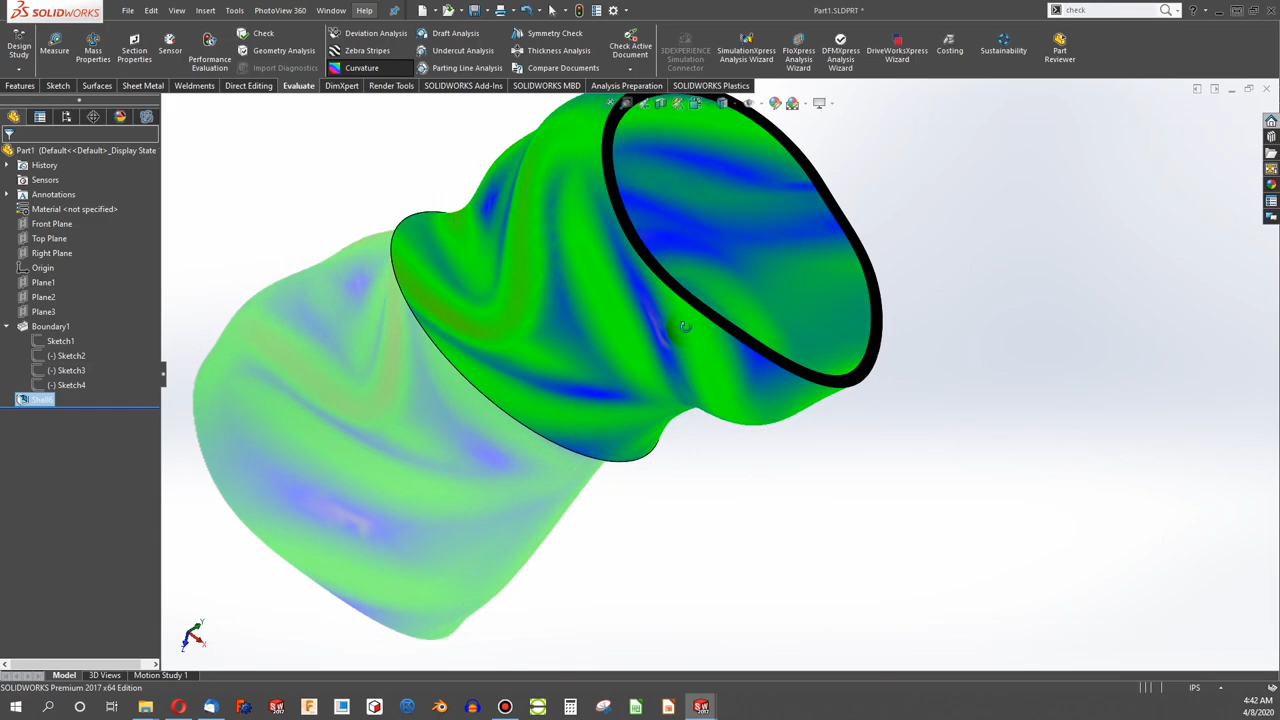 SOLIDWORKS File Edit View Insert Tools PhotoView 360 Window Help Part1.SLDPRT * check
Design Study Measure Mass Properties Section Properties Sensor Performance Evaluation
Check Geometry Analysis Import Diagnostics
Deviation Analysis Zebra Stripes Curvature
Draft Analysis Undercut Analysis Parting Line Analysis
Symmetry Check Thickness Analysis Compare Documents
Check Active Document 3DEXPERIENCE Simulation Connector SimulationXpress Analysis Wizard FloXpress Analysis Wizard DFMXpress Analysis Wizard DriveWorksXpress Wizard Costing Sustainability Part Reviewer
Features Sketch Surfaces Sheet Metal Weldments Direct Editing Evaluate DimXpert Render Tools SOLIDWORKS Add-Ins SOLIDWORKS MBD Analysis Preparation SOLIDWORKS Plastics
Part1 (Default<<Default>_Display State
History
Sensors
Annotations
Material <not specified>
Front Plane
Top Plane
Right Plane
Origin
Plane1
Plane2
Plane3
Boundary1
Sketch1
(-) Sketch2
(-) Sketch3
(-) Sketch4
Y
X
Z
Model 3D Views Motion Study 1
SOLIDWORKS Premium 2017 x64 Edition IPS
4:42 AM
4/8/2020